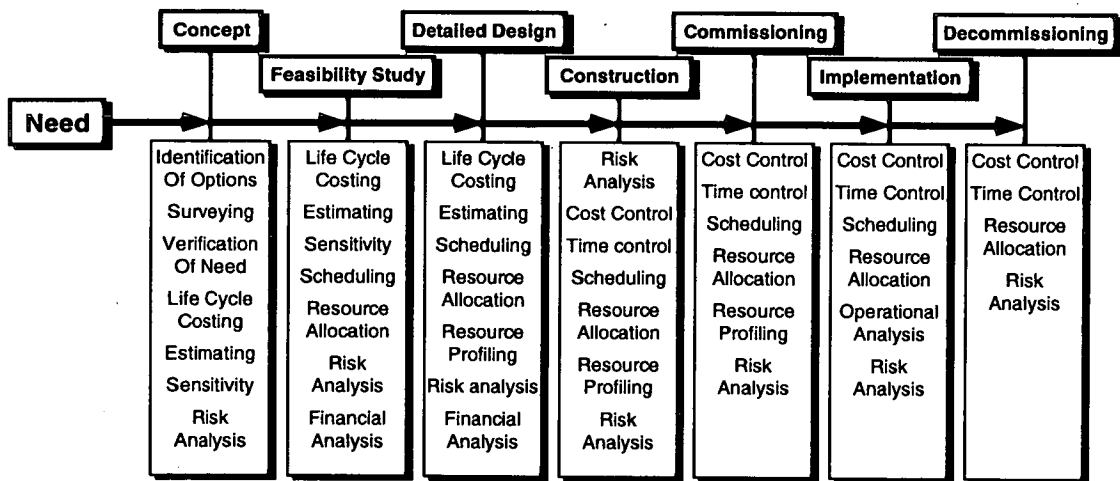 Concept
Detailed Design
Commissioning
Decommissioning
Feasibility Study
Construction
Implementation
Need
Identification
Of Options
Surveying
Verification
Of Need
Life Cycle
Costing
Estimating
Sensitivity
Risk
Analysis
Life Cycle
Costing
Estimating
Sensitivity
Scheduling
Resource
Allocation
Risk
Analysis
Financial
Analysis
Life Cycle
Costing
Estimating
Scheduling
Resource
Allocation
Resource
Profiling
Risk analysis
Financial
Analysis
Risk
Analysis
Cost Control
Time control
Scheduling
Resource
Allocation
Resource
Profiling
Risk
Analysis
Cost Control
Time control
Scheduling
Resource
Allocation
Resource
Profiling
Risk
Analysis
Cost Control
Time Control
Scheduling
Resource
Allocation
Operational
Analysis
Risk
Analysis
Cost Control
Time Control
Resource
Allocation
Risk
Analysis